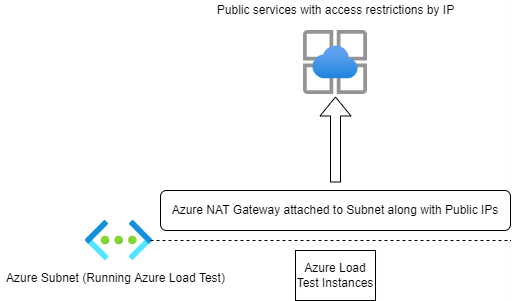 Public services with access restrictions by IP
Azure NAT Gateway attached to Subnet along with Public IPs
Azure Subnet (Running Azure Load Test)
Azure Load
Test Instances